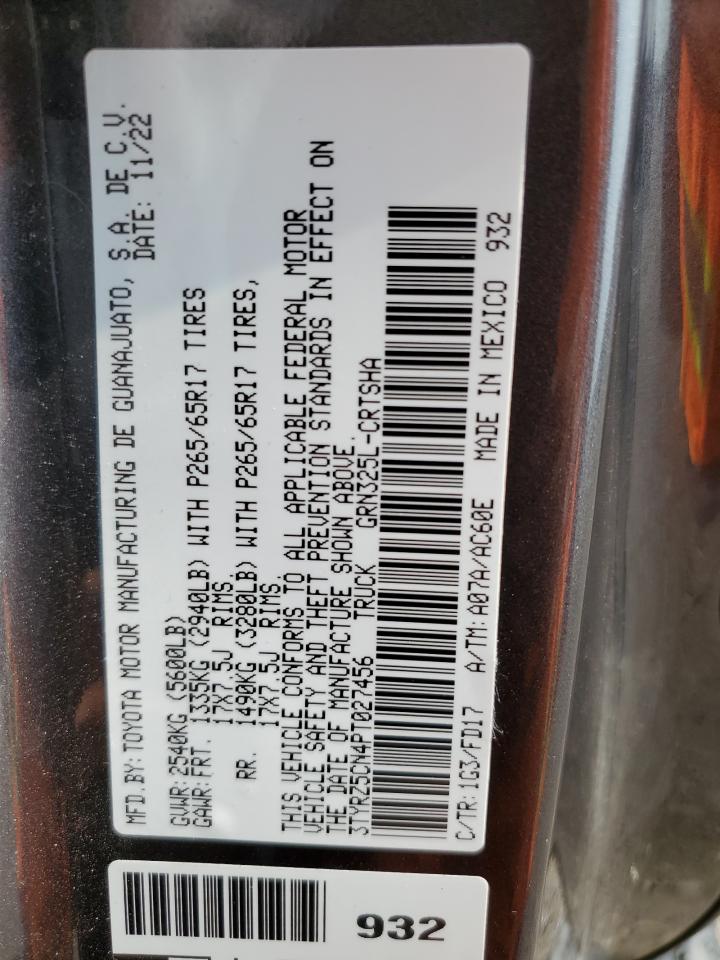 MFD.BY:TOYOTA MOTOR MANUFACTURING DE GUANAJUATO, S.A. DE C.V.
DATE: 11/22
GVWR:2540KG (5600LB)
GAWR:FRT. 1335KG (2940LB) WITH P265/65R17 TIRES
17X7.5J RIMS.
RR. 1490KG (3280LB) WITH P265/65R17 TIRES,
17X7.5J RIMS.
THIS VEHICLE CONFORMS TO ALL APPLICABLE FEDERAL MOTOR
VEHICLE SAFETY AND THEFT PREVENTION STANDARDS IN EFFECT ON
THE DATE OF MANUFACTURE SHOWN ABOVE.
3TYRZ5CN4PT027456 TRUCK GRN325L-CRTSHA
C/TR:1G3/FD17 A/TM:A07A/AC60E MADE IN MEXICO 932
932